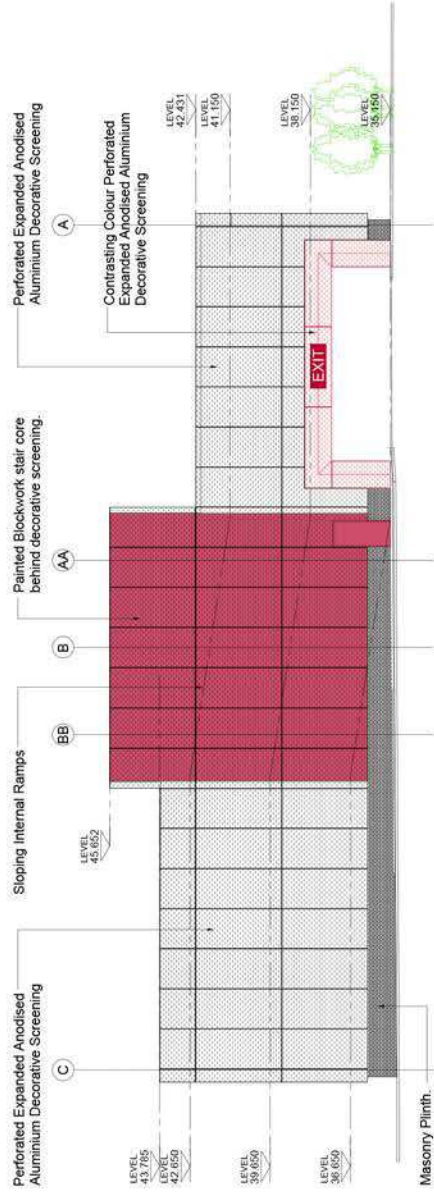 Perforated Expanded Anodised
Aluminium Decorative Screening
Sloping Internal Ramps
Painted Blockwork stair core
behind decorative screening.
Perforated Expanded Anodised
Aluminium Decorative Screening
Contrasting Colour Perforated
Expanded Anodised Aluminium
Decorative Screening
C
BB
B
AA
A
LEVEL
45.652
LEVEL
43.785
LEVEL
42.650
LEVEL
39.650
LEVEL
36.650
LEVEL
42.431
LEVEL
41.150
LEVEL
38.150
LEVEL
35.150
EXIT
Masonry Plinth.